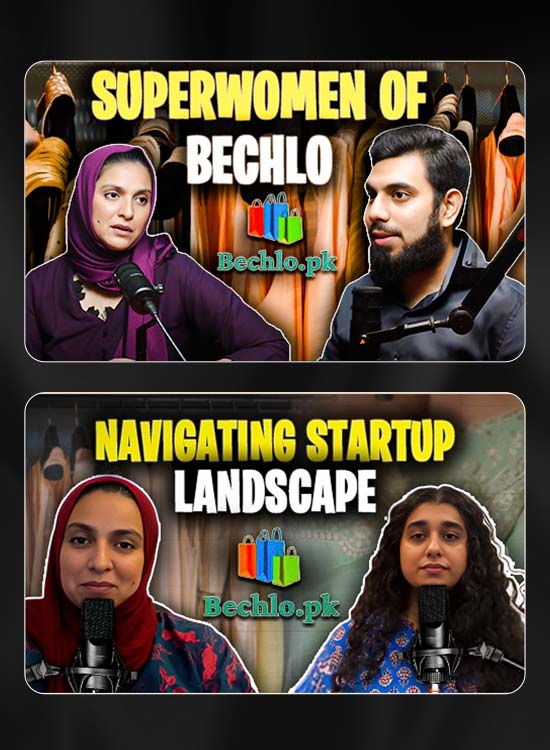 SUPERWOMEN OF
BECHLO
Bechlo.pk
NAVIGATING STARTUP
LANDSCAPE
Bechlo.pk